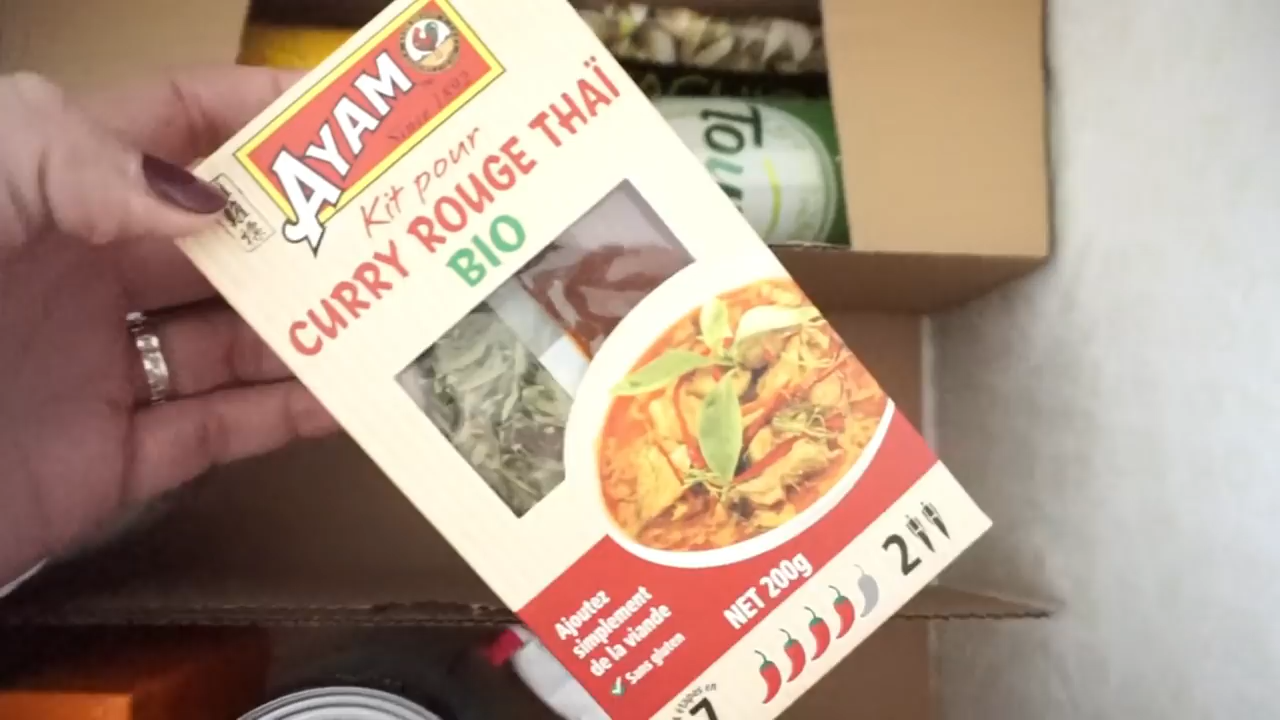 AYAM
Since 1892
Kit pour
CURRY ROUGE THAÏ
BIO
Ajoutez
simplement
de la viande
Sans gluten
NET 200g
2
7